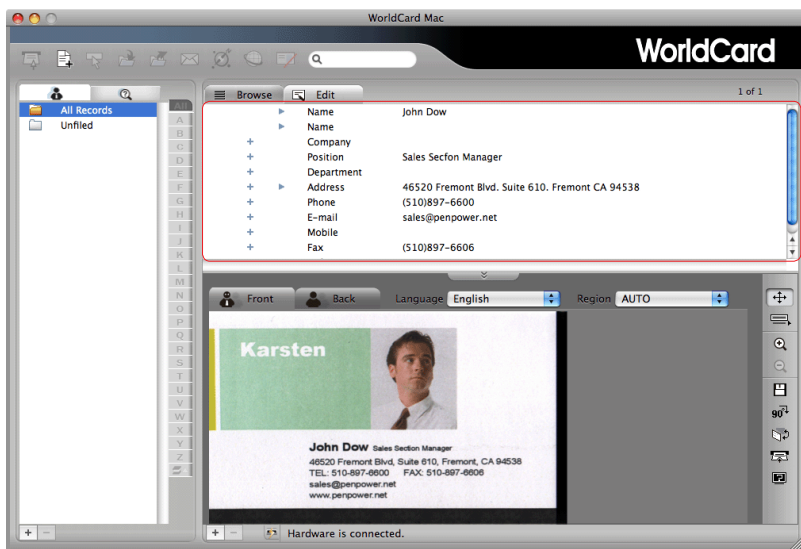 WorldCard Mac
WorldCard
Browse Edit 1 of 1
All Records
Unfiled
All
A
B
C
D
E
F
G
H
I
J
K
L
M
N
O
P
Q
R
S
T
U
V
W
X
Y
Z
Name John Dow
Name
Company
Position Sales Secfon Manager
Department
Address 46520 Fremont Blvd. Suite 610. Fremont CA 94538
Phone (510)897-6600
E-mail sales@penpower.net
Mobile
Fax (510)897-6606
Front Back Language English Region AUTO
90
Karsten
John Dow Sales Section Manager
46520 Fremont Blvd, Suite 610, Fremont, CA 94538
TEL: 510-897-6600 FAX: 510-897-6606
sales@penpower.net
www.penpower.net
Hardware is connected.